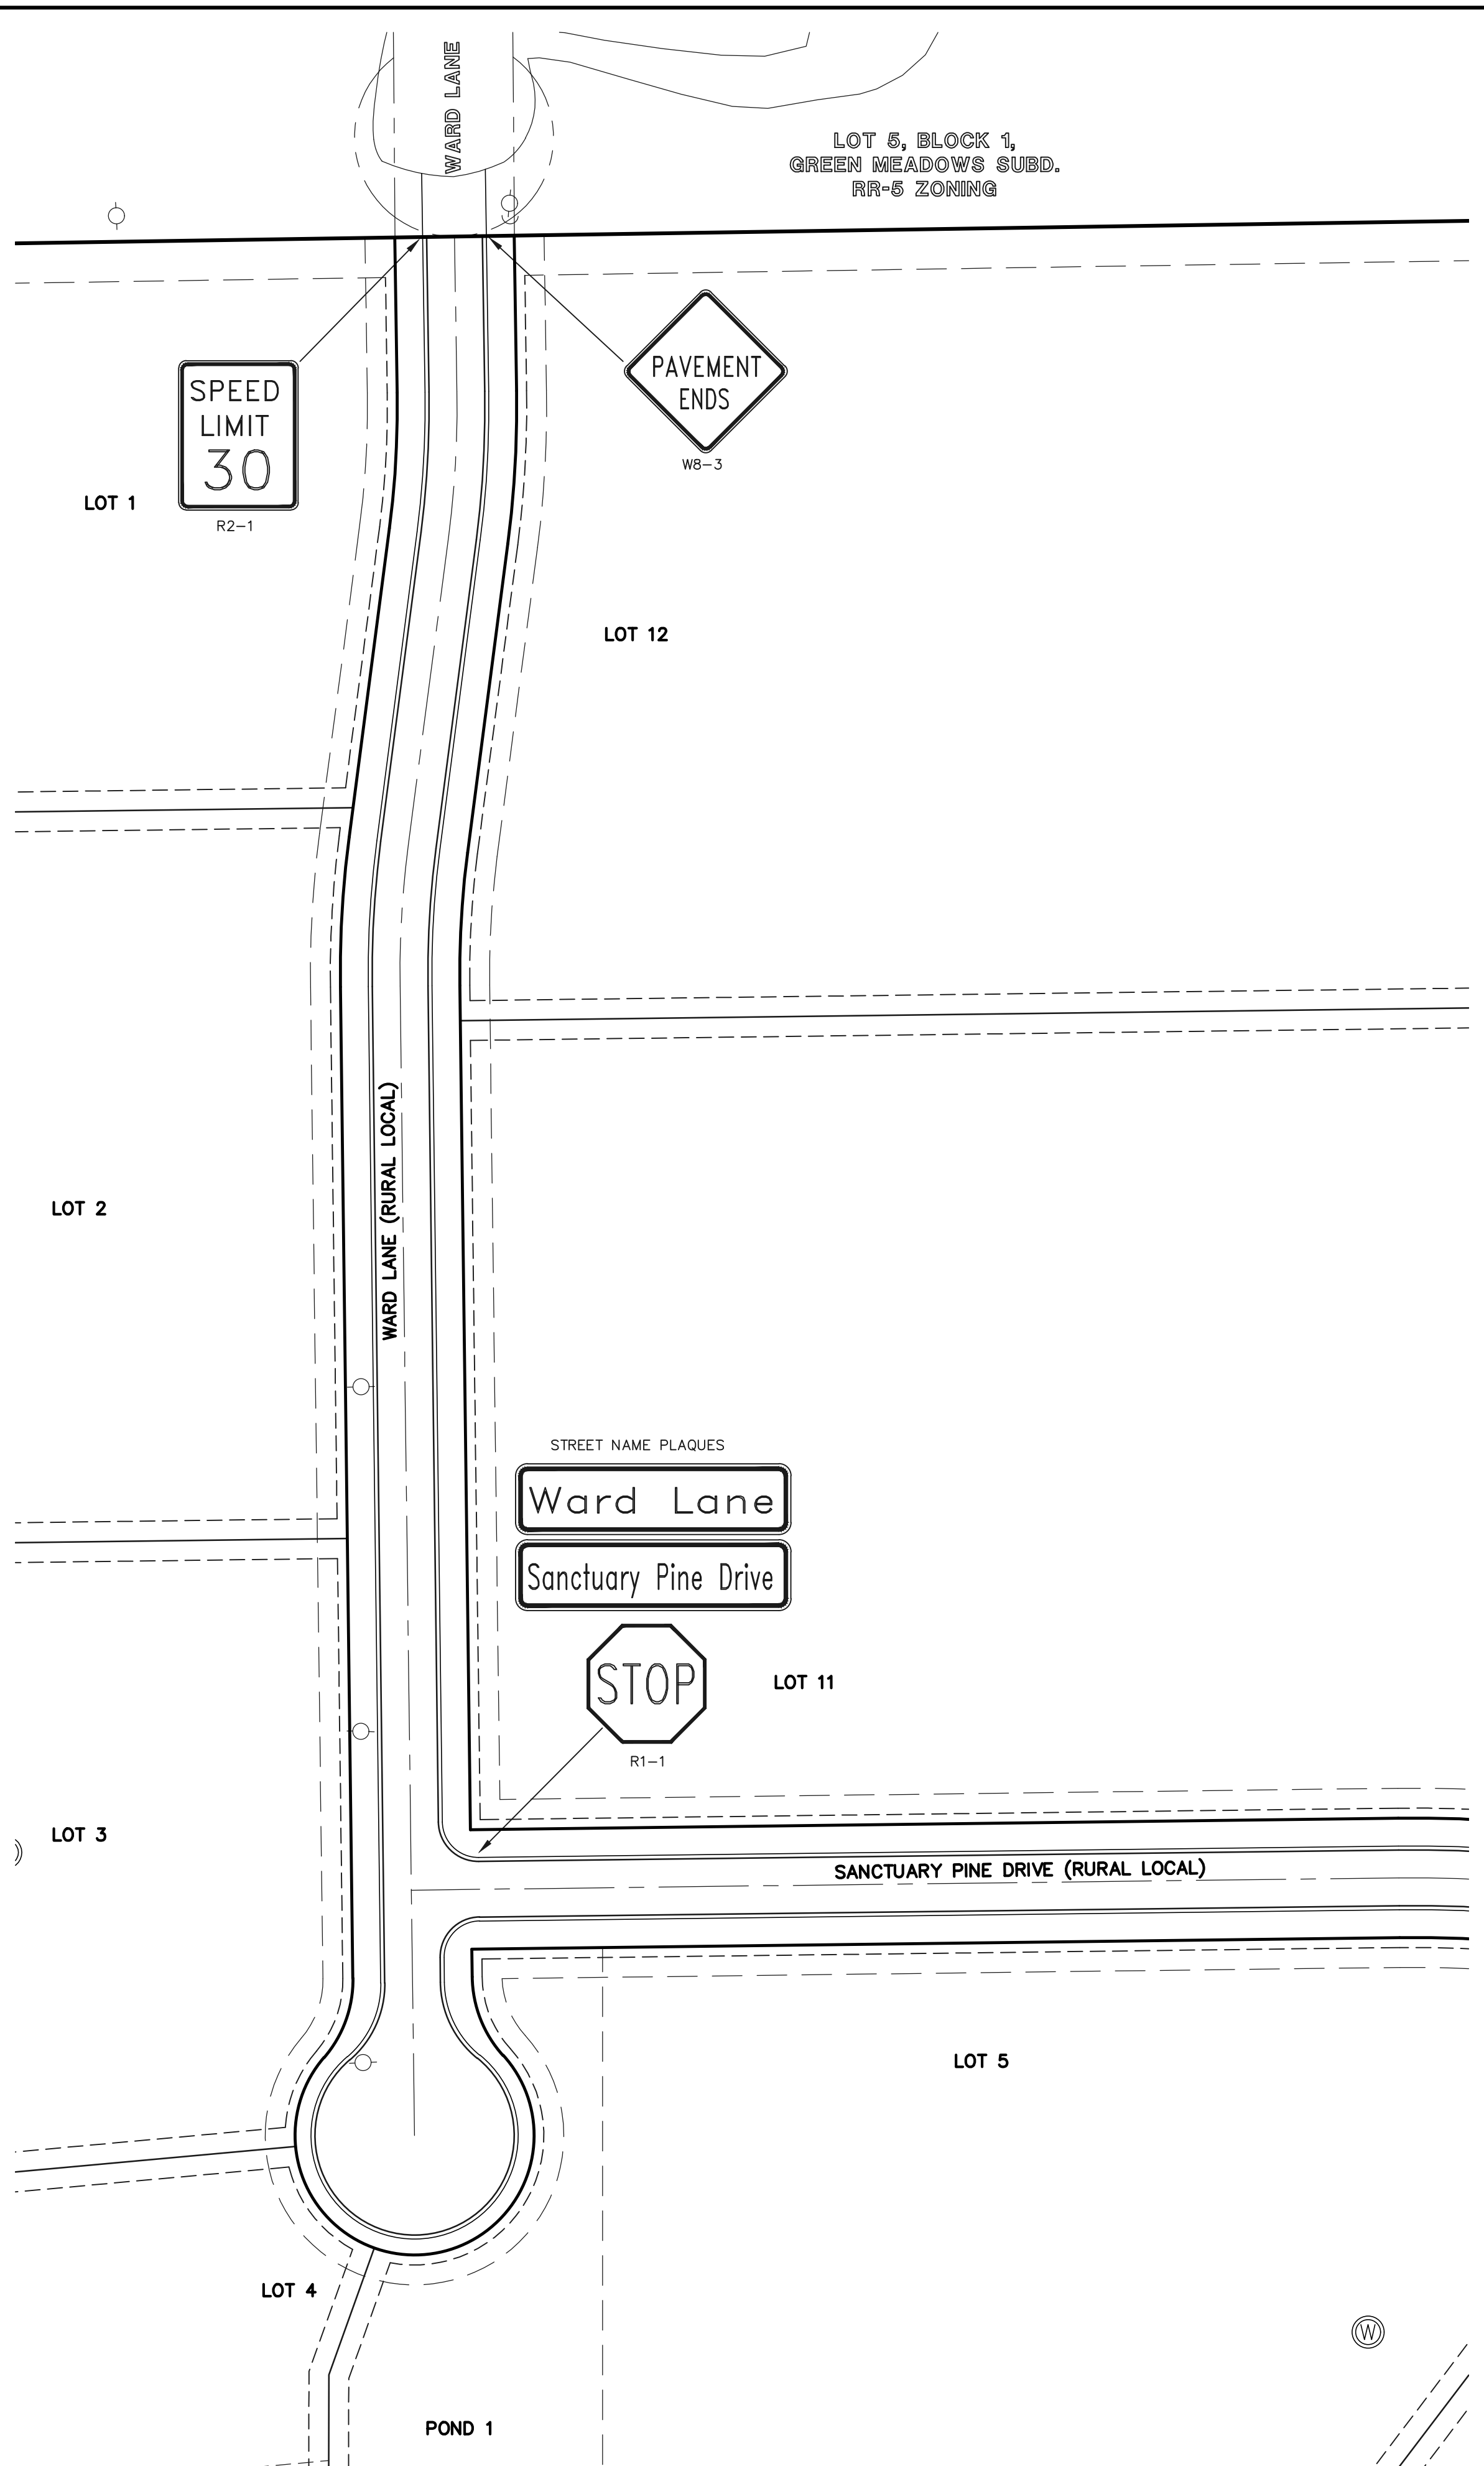 WARD LANE
LOT 5, BLOCK 1,
GREEN MEADOWS SUBD.
RR-5 ZONING
SPEED
LIMIT
30
R2-1
PAVEMENT
ENDS
W8-3
LOT 1
LOT 12
WARD LANE (RURAL LOCAL)
LOT 2
STREET NAME PLAQUES
Ward Lane
Sanctuary Pine Drive
STOP
R1-1
LOT 11
LOT 3
SANCTUARY PINE DRIVE (RURAL LOCAL)
LOT 5
LOT 4
W
POND 1